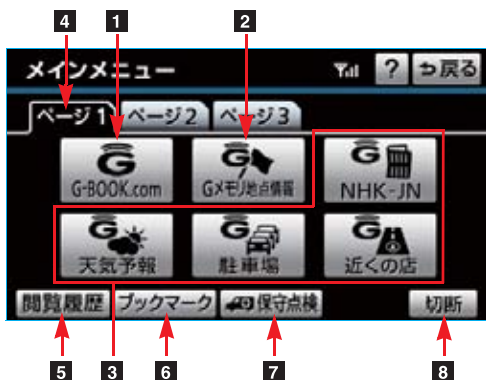 4 1 2
メインメニュー ? 戻る
ページ1 ページ2 ページ3
G-BOOK.com Gメモリ地点情報 NHK-JN
天気予報 駐車場 近くの店
閲覧履歴 ブックマーク 保守点検 切断
5 3 6 7 8